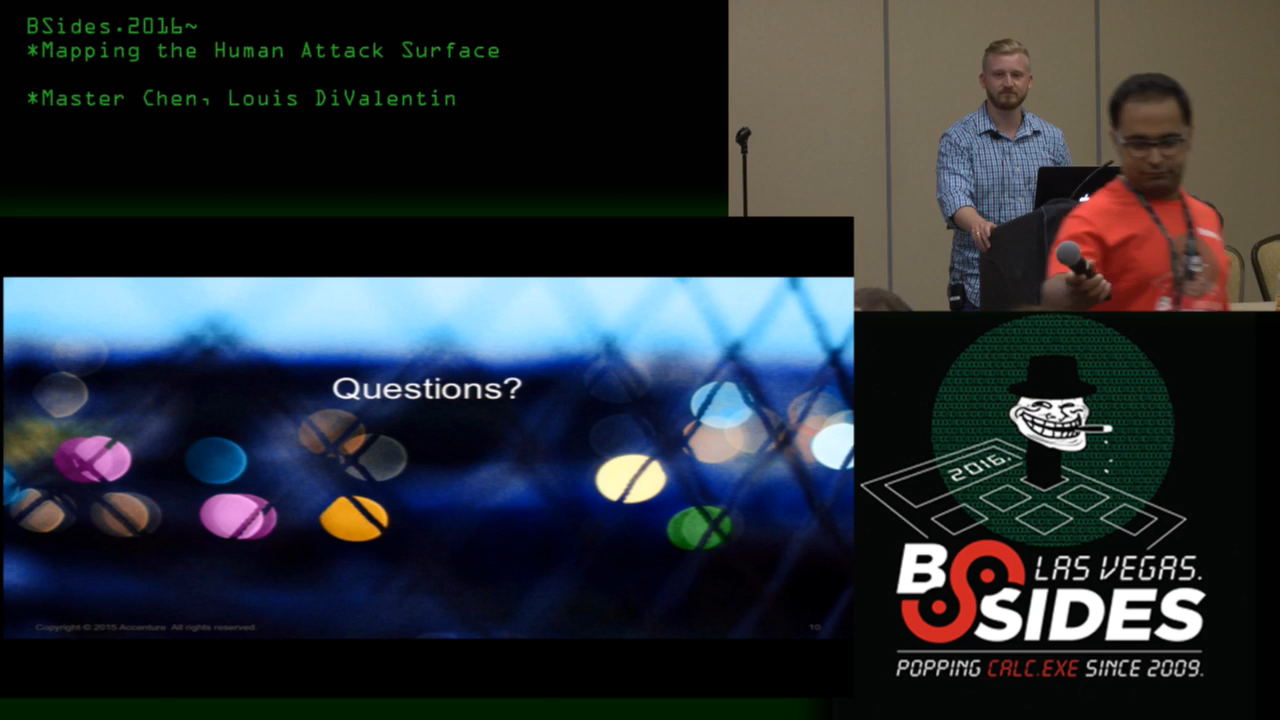 BSides.2016~
*Mapping the Human Attack Surface
*Master Chen, Louis DiValentin
Questions?
Copyright © 2015 Accenture All rights reserved.
10
2016.
BSIDES LAS VEGAS.
POPPING CALC.EXE SINCE 2009.